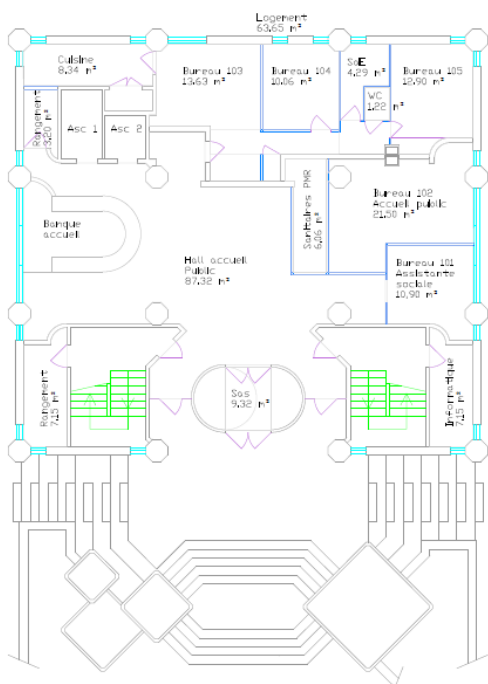 Logement
63.65 m²
Cuisine
8.34 m²
Bureau 103
13.63 m²
Bureau 104
10.06 m²
SdE
4.29 m²
Bureau 105
12.90 m²
WC
1.22 m²
Rangement
3.20 m²
Asc 1
Asc 2
Banque
accueil
Sanitaires PMR
6.06 m²
Bureau 102
Accueil public
21.50 m²
Hall accueil
Public
87.32 m²
Bureau 101
Assistante
sociale
10,90 m²
Rangement
7.15 m²
Sas
9.32 m²
Informatique
7.15 m²